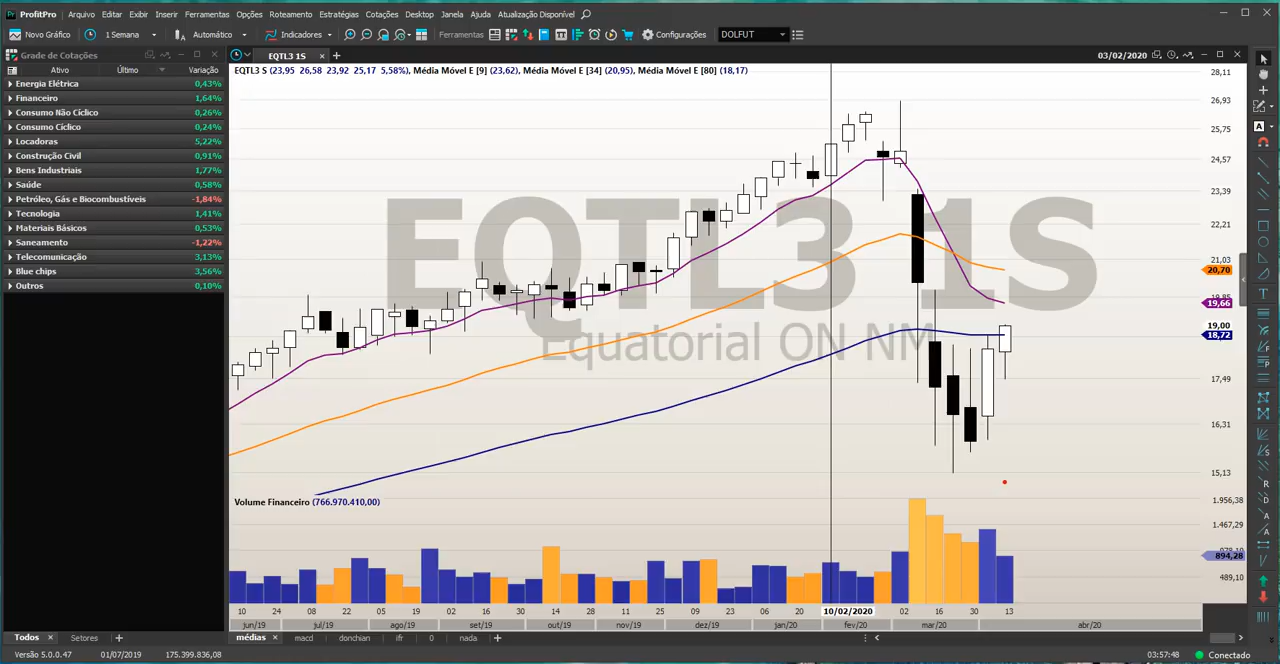 ProfitPro Arquivo Editar Exibir Inserir Ferramentas Opções Roteamento Estratégias Cotações Desktop Janela Ajuda Atualização Disponível
Novo Gráfico 1 Semana Automático Indicadores Ferramentas Configurações DOLFUT
Grade de Cotações
Ativo Último Variação
Energia Elétrica 0,43%
Financeiro 1,64%
Consumo Não Cíclico 0,26%
Consumo Cíclico 0,24%
Locadoras 5,22%
Construção Civil 0,91%
Bens Industriais 1,77%
Saúde 0,58%
Petróleo, Gás e Biocombustíveis -1,84%
Tecnologia 1,41%
Materiais Básicos 0,53%
Saneamento -1,22%
Telecomunicação 3,13%
Blue chips 3,56%
Outros 0,10%
EQTL3 1S 03/02/2020
EQTL3 S (23,95 26,58 23,92 25,17 5,58%), Média Móvel E [9] (23,62), Média Móvel E [34] (20,95), Média Móvel E [80] (18,17)
EQTL3 1S
Equatorial ON NM
28,11
26,93
25,75
24,57
23,39
22,21
21,03
20,70
19,66
19,00
18,72
17,49
16,31
15,13
Volume Financeiro (766.970.410,00)
1.956,38
1.467,29
894,28
489,10
10 24 08 22 05 19 02 16 30 14 28 11 25 09 23 06 20 10/02/2020 02 16 30 13
jun/19 jul/19 ago/19 set/19 out/19 nov/19 dez/19 jan/20 fev/20 mar/20 abr/20
Todos Setores
médias macd donchian ifr 0 nada
Versão 5.0.0.47 01/07/2019 175.399.836,08 03:57:48 Conectado